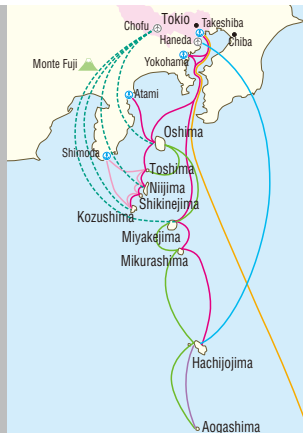 Chofu
Tokio
Takeshiba
Haneda
Chiba
Yokohama
Monte Fuji
Atami
Oshima
Shimoda
Toshima
Niijima
Shikinejima
Kozushima
Miyakejima
Mikurashima
Hachijojima
Aogashima